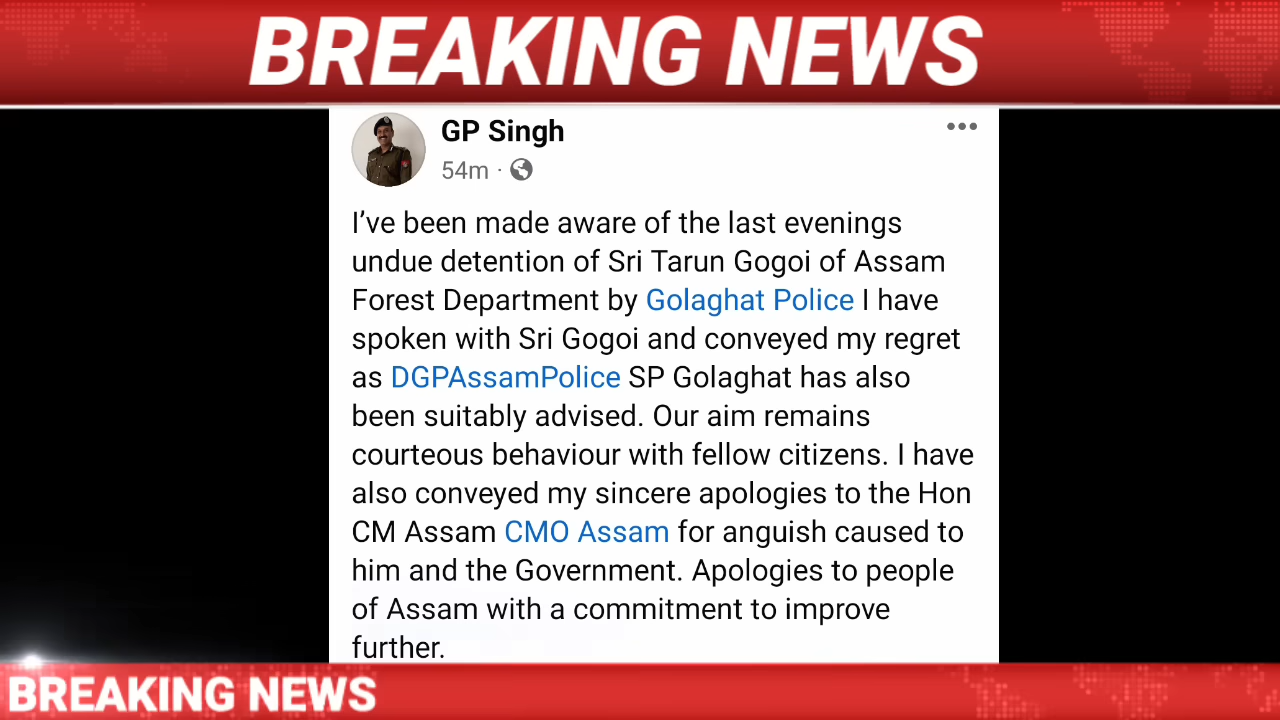 BREAKING NEWS
GP Singh
54m ·
I’ve been made aware of the last evenings
undue detention of Sri Tarun Gogoi of Assam
Forest Department by Golaghat Police I have
spoken with Sri Gogoi and conveyed my regret
as DGPAssamPolice SP Golaghat has also
been suitably advised. Our aim remains
courteous behaviour with fellow citizens. I have
also conveyed my sincere apologies to the Hon
CM Assam CMO Assam for anguish caused to
him and the Government. Apologies to people
of Assam with a commitment to improve
further.
BREAKING NEWS